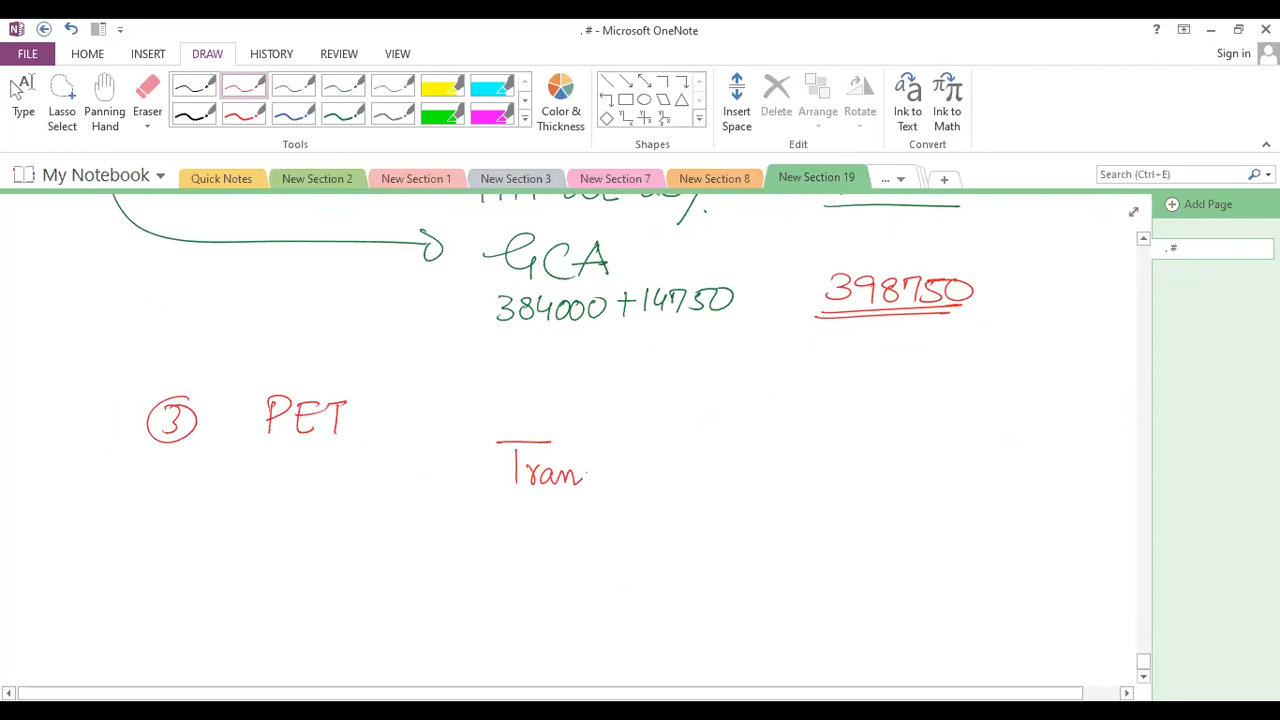 . # - Microsoft OneNote
?
FILE HOME INSERT DRAW HISTORY REVIEW VIEW
Sign in
Type
Lasso Select
Panning Hand
Eraser
Color & Thickness
Insert Space
Delete
Arrange
Rotate
Ink to Text
Ink to Math
Tools
Shapes
Edit
Convert
My Notebook
Quick Notes
New Section 2
New Section 1
New Section 3
New Section 7
New Section 8
New Section 19
...
Search (Ctrl+E)
Add Page
. #
GCA
384000 + 14750
398750
3 PET
Tran